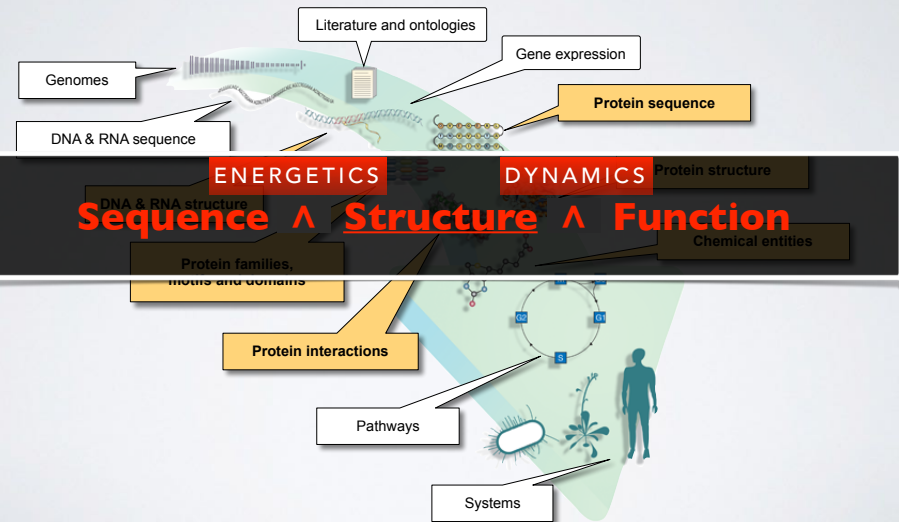 Literature and ontologies
Gene expression
Genomes
Protein sequence
DNA & RNA sequence
ENERGETICS
DYNAMICS
Protein structure
DNA & RNA structure
Sequence ∧ Structure ∧ Function
Chemical entities
Protein families,
motifs and domains
G2
G1
S
Protein interactions
Pathways
Systems